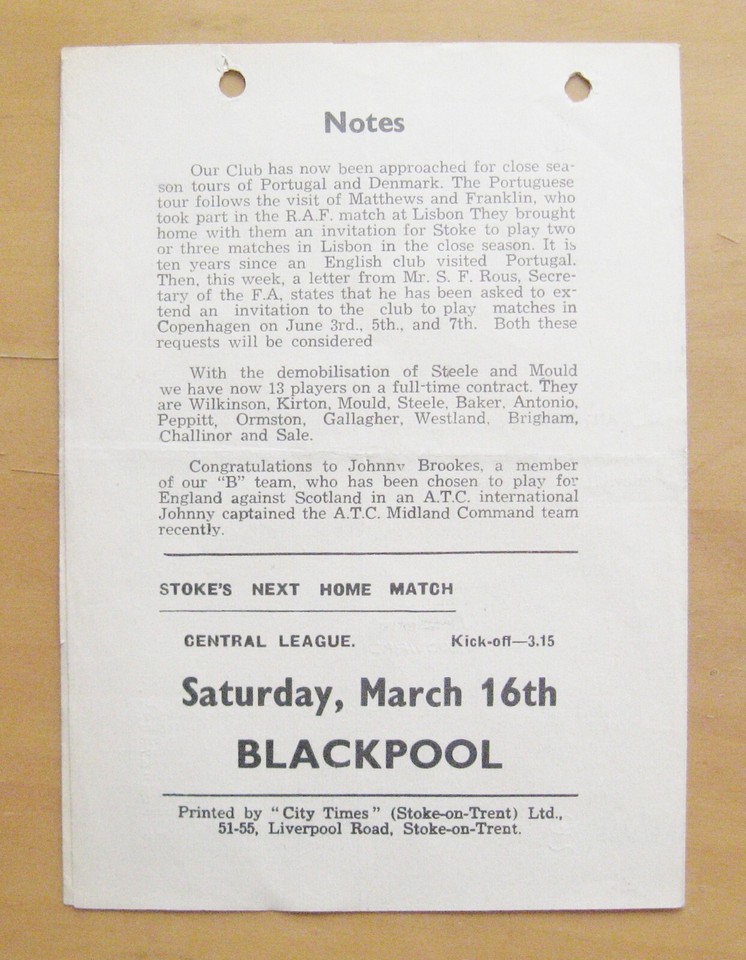 Notes
Our Club has now been approached for close sea-
son tours of Portugal and Denmark. The Portuguese
tour follows the visit of Matthews and Franklin, who
took part in the R.A.F. match at Lisbon They brought
home with them an invitation for Stoke to play two
or three matches in Lisbon in the close season. It is
ten years since an English club visited Portugal.
Then, this week, a letter from Mr. S. F. Rous, Secre-
tary of the F.A, states that he has been asked to ex-
tend an invitation to the club to play matches in
Copenhagen on June 3rd., 5th., and 7th. Both these
requests will be considered
With the demobilisation of Steele and Mould
we have now 13 players on a full-time contract. They
are Wilkinson, Kirton, Mould, Steele, Baker, Antonio,
Peppitt, Ormston, Gallagher, Westland, Brigham,
Challinor and Sale.
Congratulations to Johnny Brookes, a member
of our "B" team, who has been chosen to play for
England against Scotland in an A.T.C. international
Johnny captained the A.T.C. Midland Command team
recently.
STOKE'S NEXT HOME MATCH
CENTRAL LEAGUE. Kick-off—3.15
Saturday, March 16th
BLACKPOOL
Printed by "City Times" (Stoke-on-Trent) Ltd.,
51-55, Liverpool Road, Stoke-on-Trent.